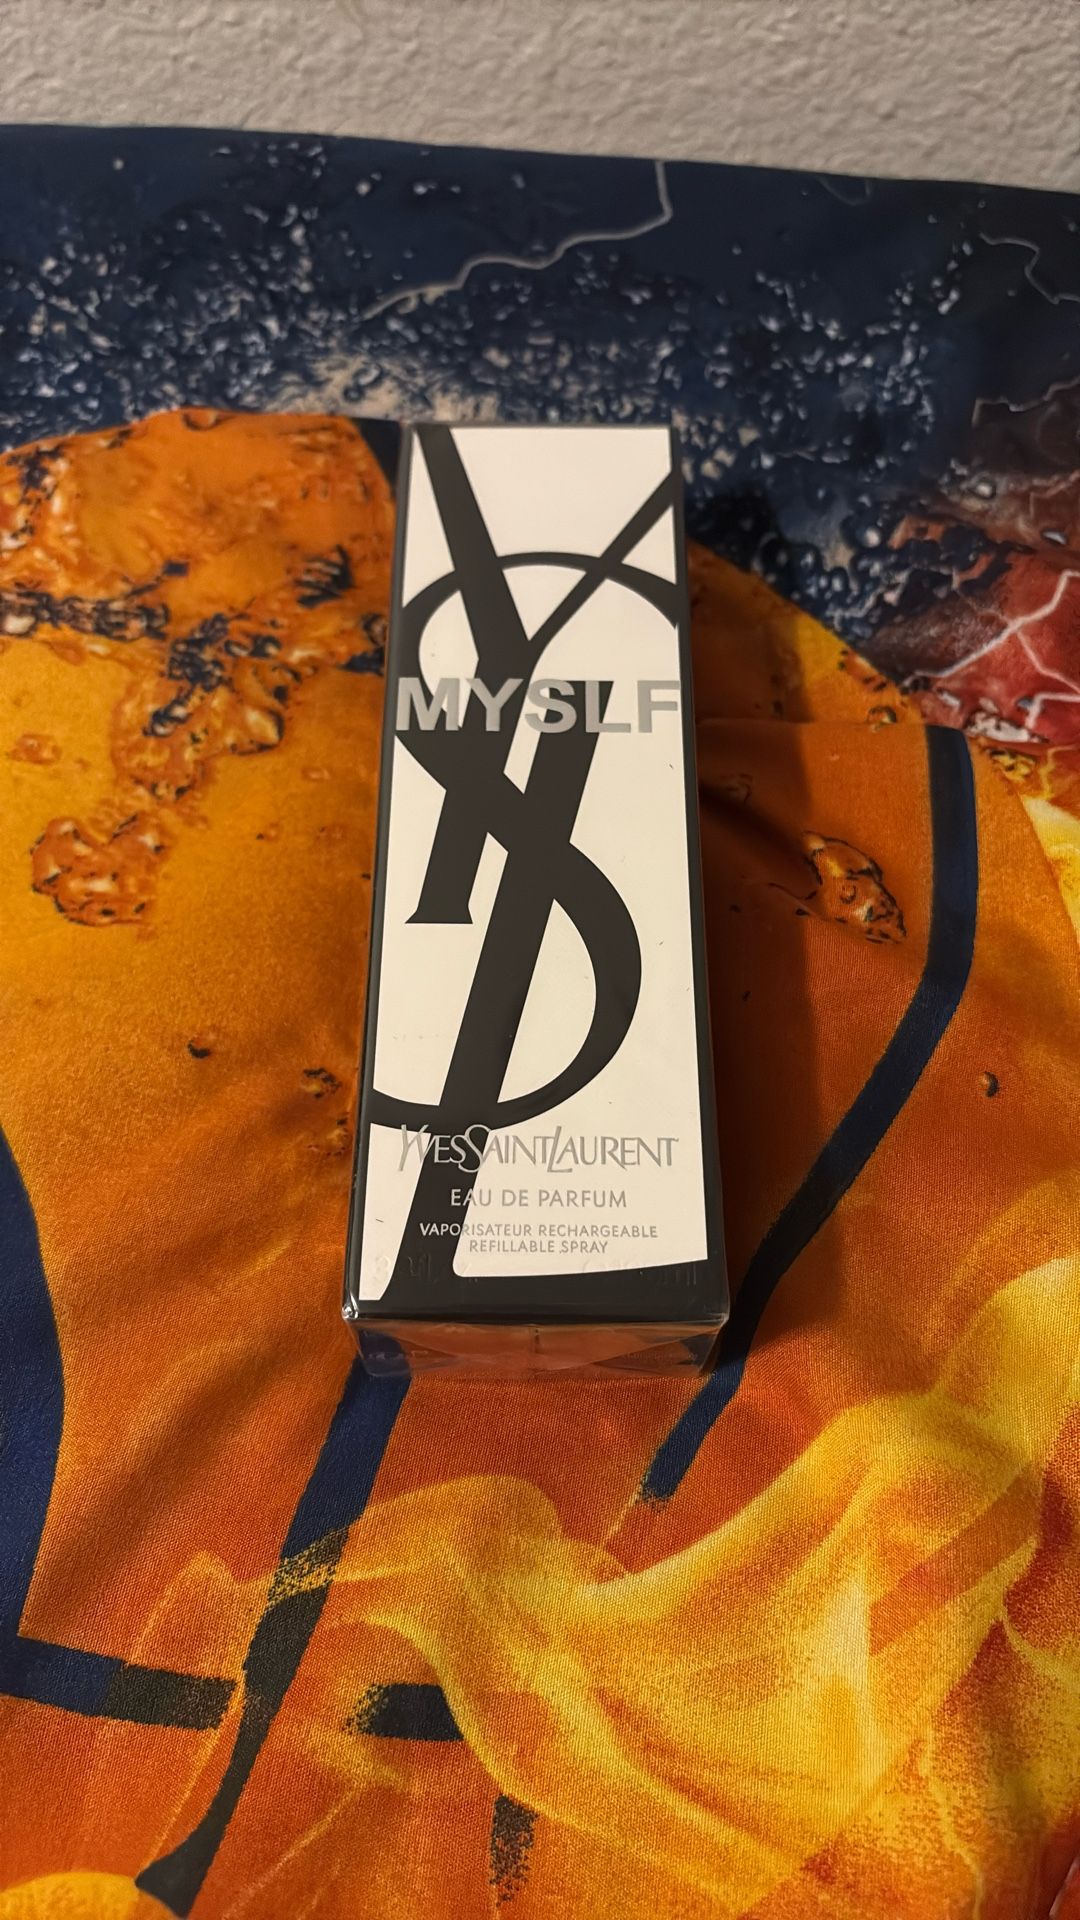 MYSLF
YVESSAINTLAURENT
EAU DE PARFUM
VAPORISATEUR RECHARGEABLE
REFILLABLE SPRAY